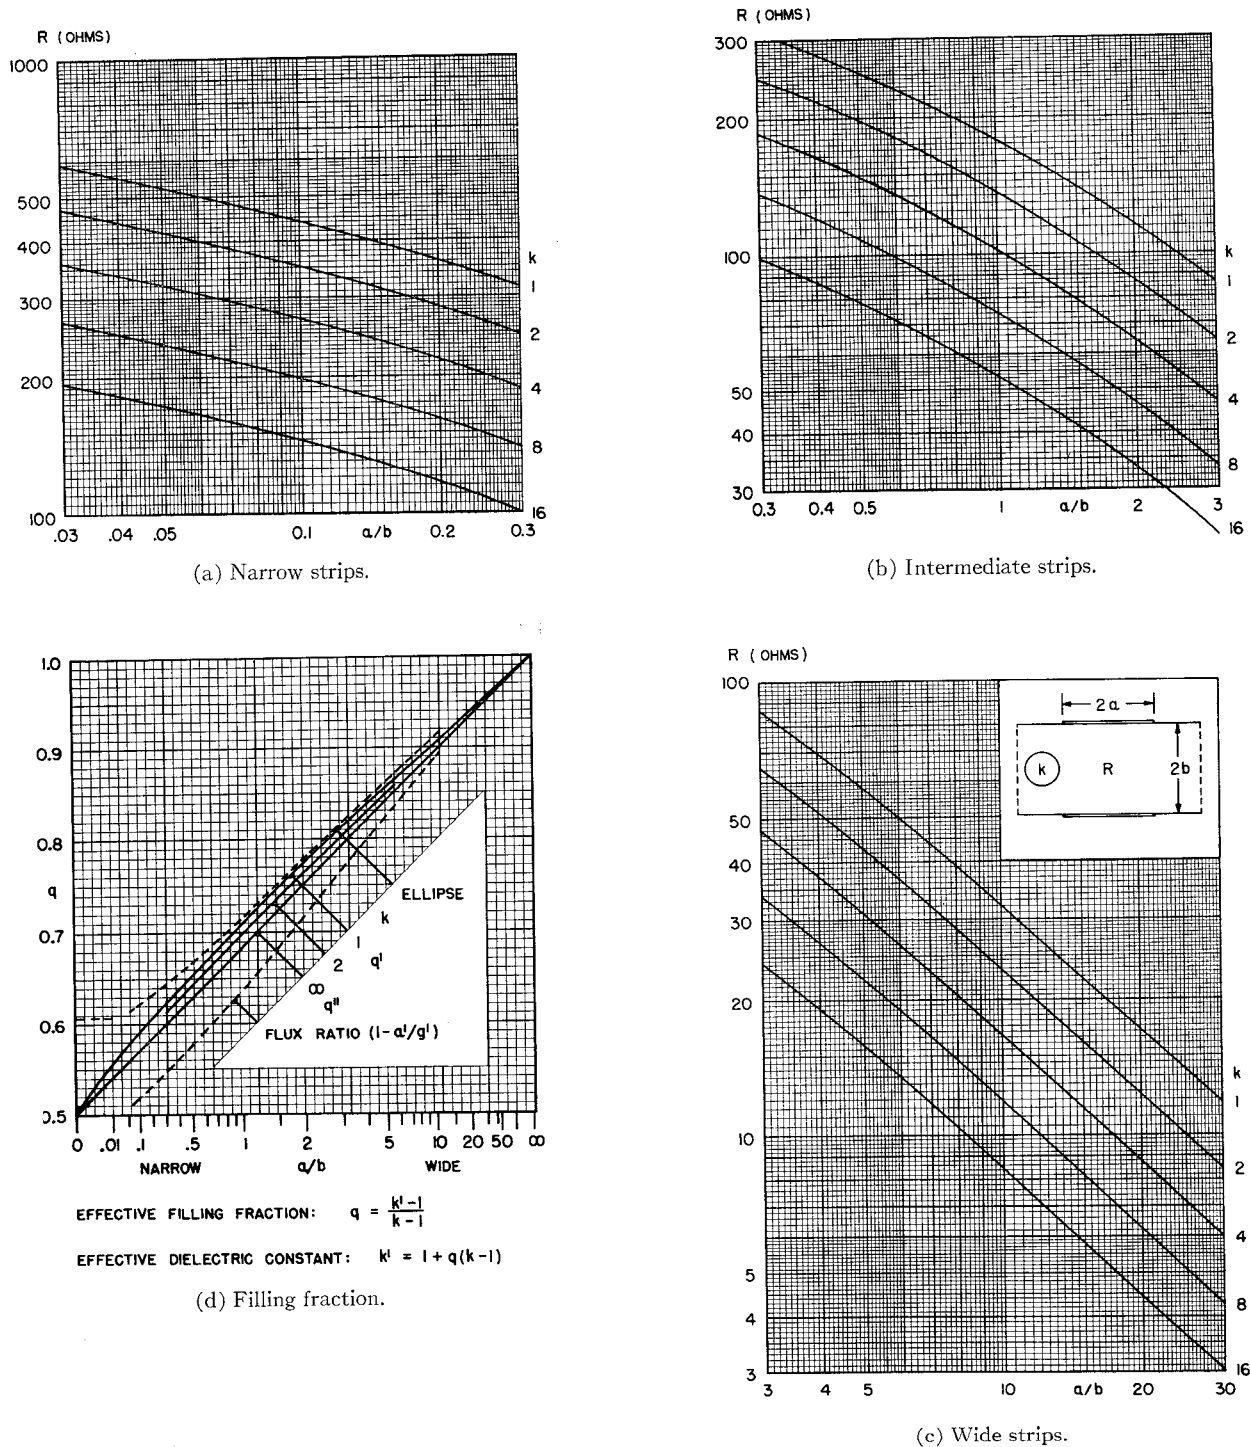 R (OHMS)
1000
500
400
300
200
100
k
1
2
4
8
16
.03 .04 .05 0.1 a/b 0.2 0.3
(a) Narrow strips.
R (OHMS)
300
200
100
50
40
30
k
1
2
4
8
16
0.3 0.4 0.5 1 a/b 2 3
(b) Intermediate strips.
1.0
0.9
0.8
q
0.7
0.6
0.5
ELLIPSE
k
1
q'
2
∞
q"
FLUX RATIO (1-a'/g')
0 .01 .1 .5 1 2 5 10 20 50 ∞
NARROW a/b WIDE
EFFECTIVE FILLING FRACTION: q = k'-1 / k-1
EFFECTIVE DIELECTRIC CONSTANT: k' = 1+q(k-1)
(d) Filling fraction.
R (OHMS)
100
50
40
30
20
10
5
4
3
2a
k
R
2b
k
1
2
4
8
16
3 4 5 10 a/b 20 30
(c) Wide strips.